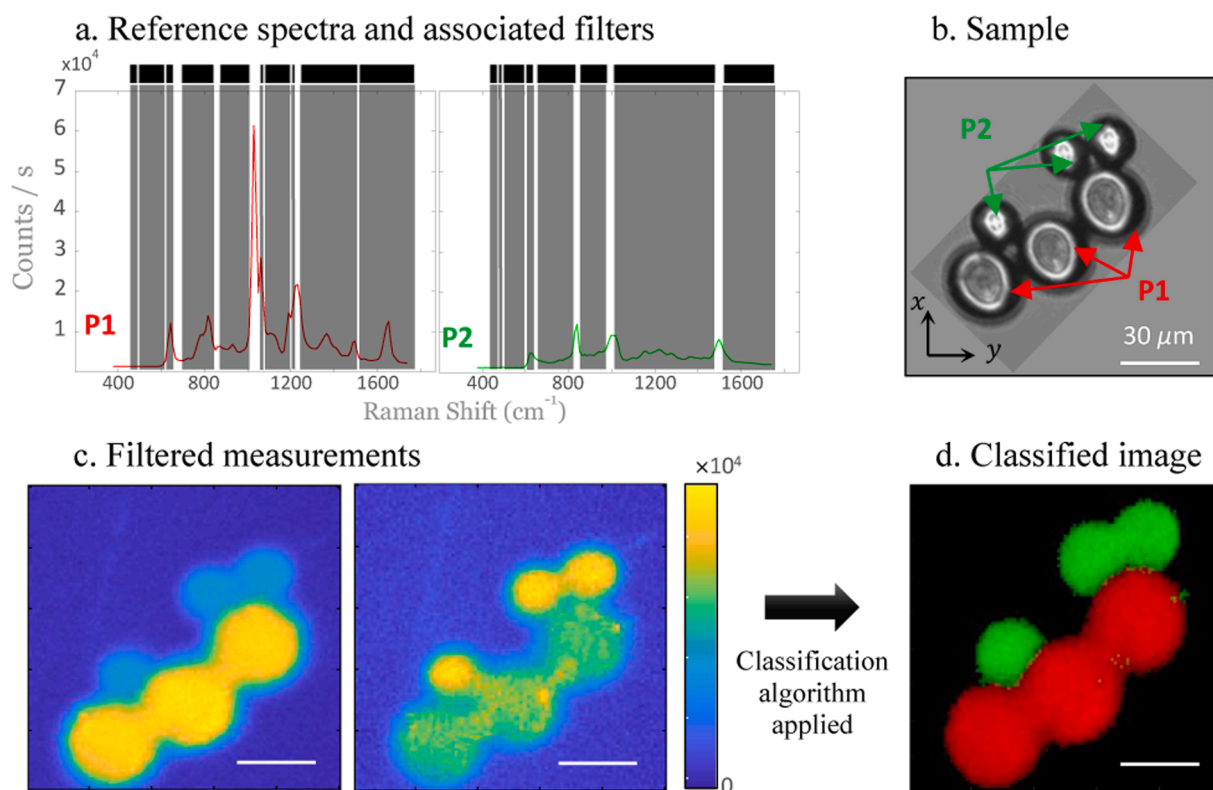 a. Reference spectra and associated filters
b. Sample
×10⁴
7
6
5
4
3
2
1
Counts / s
P1
P2
400 800 1200 1600
400 800 1200 1600
Raman Shift (cm⁻¹)
P2
P1
x
y
30 μm
c. Filtered measurements
d. Classified image
×10⁴
0
Classification
algorithm
applied